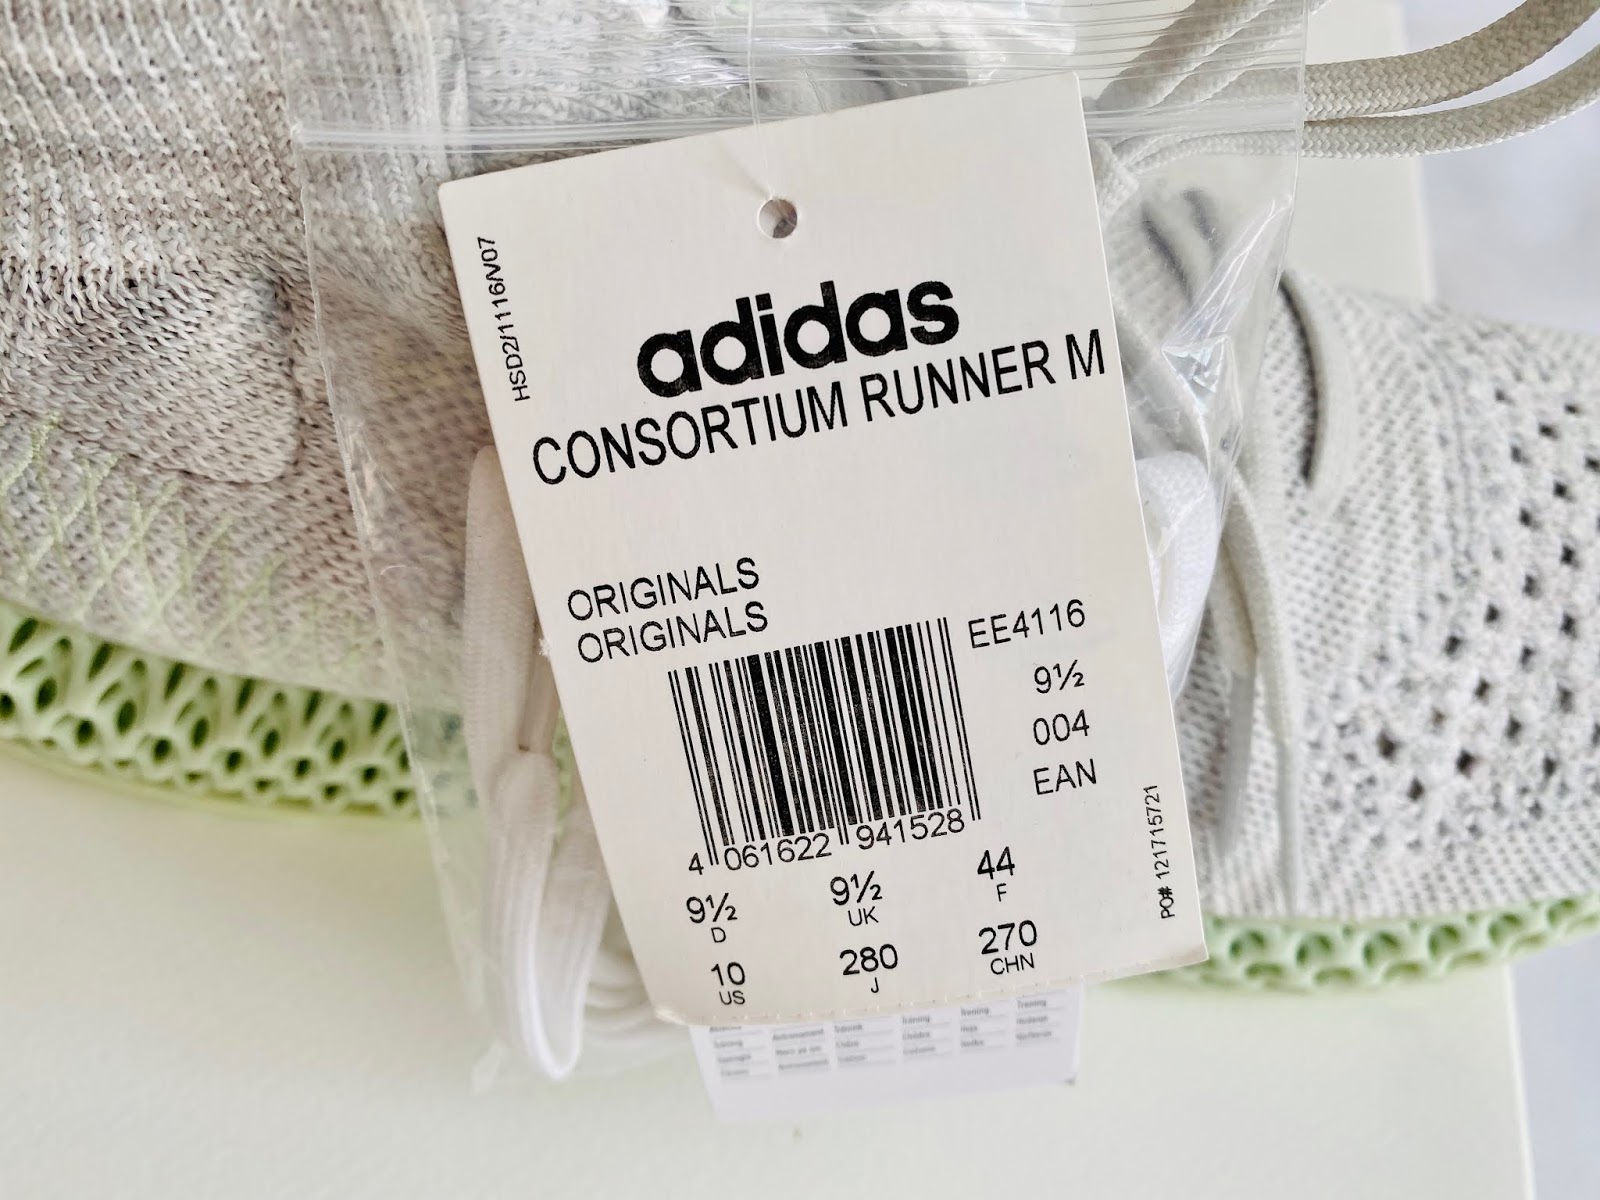 HSD2/1116/V07
adidas
CONSORTIUM RUNNER M
ORIGINALS
ORIGINALS
EE4116
9½
004
EAN
4 061622 941528
9½ 9½ 44
D UK F
10 280 270
US J CHN
PO# 121715721